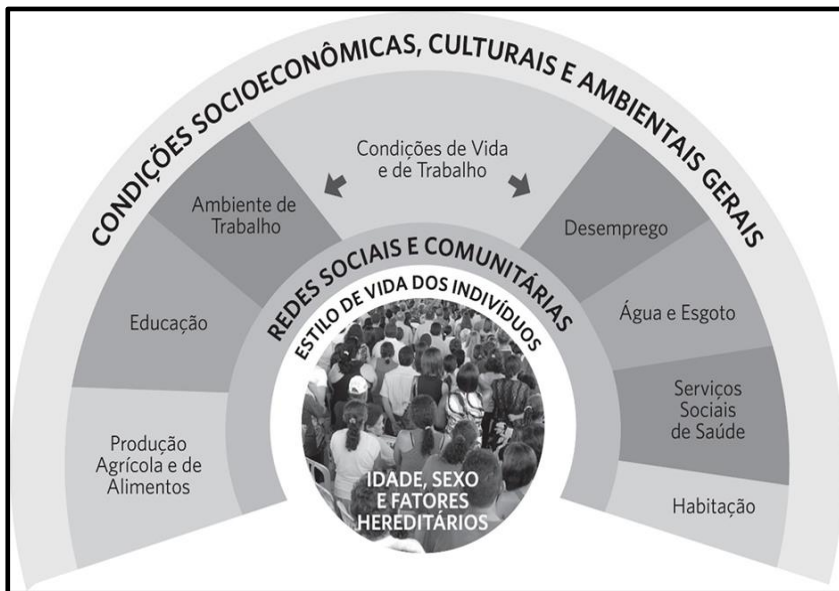 CONDIÇÕES SOCIOECONÔMICAS, CULTURAIS E AMBIENTAIS GERAIS
Condições de Vida
e de Trabalho
Ambiente de
Trabalho
Desemprego
REDES SOCIAIS E COMUNITÁRIAS
ESTILO DE VIDA DOS INDIVÍDUOS
Educação
Água e Esgoto
Produção
Agrícola e de
Alimentos
Serviços
Sociais
de Saúde
IDADE, SEXO
E FATORES
HEREDITÁRIOS
Habitação